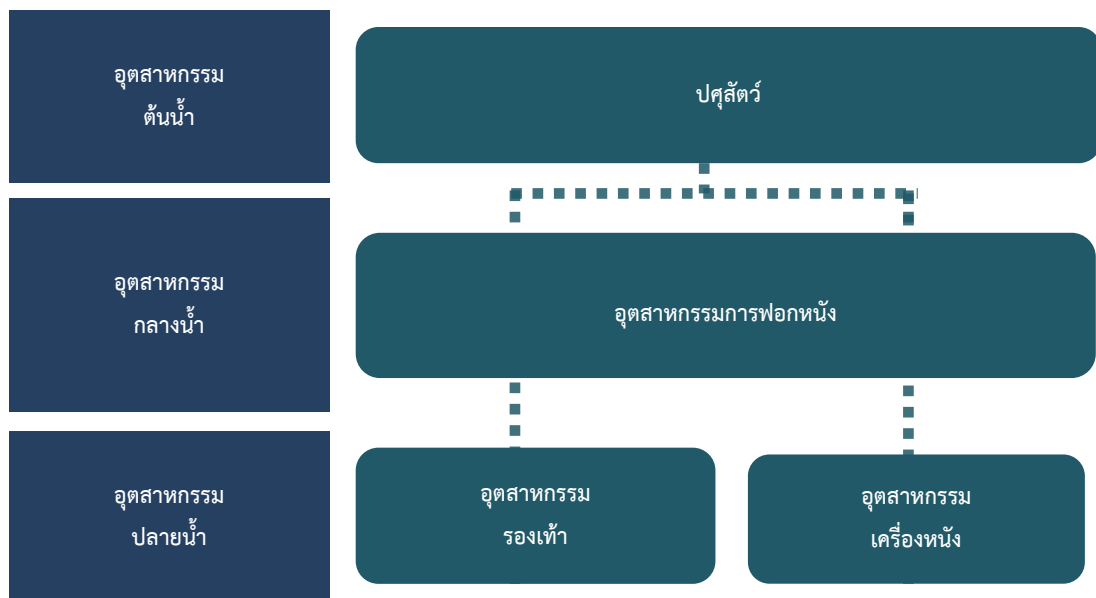 อุตสาหกรรม
ต้นน้ำ
ปศุสัตว์
อุตสาหกรรม
กลางน้ำ
อุตสาหกรรมการฟอกหนัง
อุตสาหกรรม
ปลายน้ำ
อุตสาหกรรม
รองเท้า
อุตสาหกรรม
เครื่องหนัง